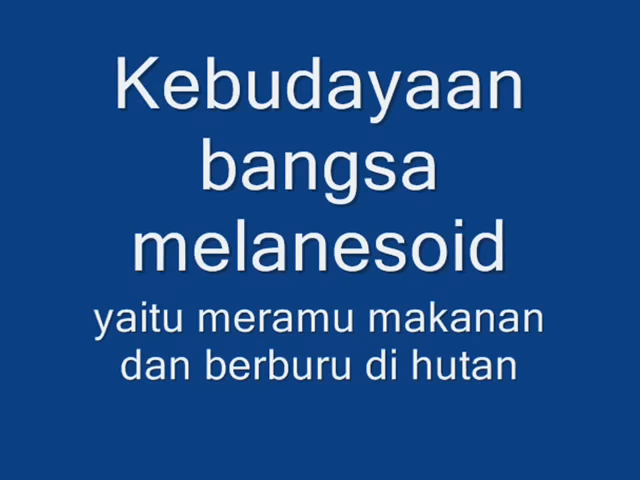 Kebudayaan
bangsa
melanesoid
yaitu meramu makanan
dan berburu di hutan